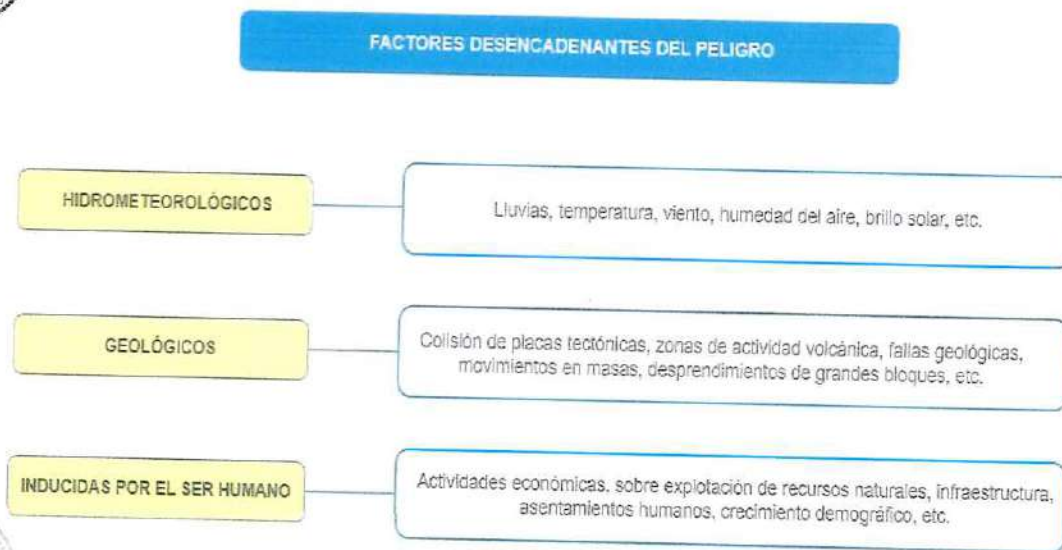 FACTORES DESENCADENANTES DEL PELIGRO
HIDROMETEOROLÓGICOS
Lluvias, temperatura, viento, humedad del aire, brillo solar, etc.
GEOLÓGICOS
Colisión de placas tectónicas, zonas de actividad volcánica, fallas geológicas,
movimientos en masas, desprendimientos de grandes bloques, etc.
INDUCIDAS POR EL SER HUMANO
Actividades económicas, sobre explotación de recursos naturales, infraestructura,
asentamientos humanos, crecimiento demográfico, etc.